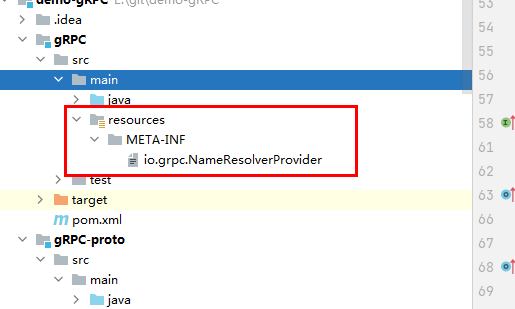 demo-gRPC E:\git\demo-gRPC
.idea
gRPC
src
main
java
resources
META-INF
io.grpc.NameResolverProvider
test
target
pom.xml
gRPC-proto
src
main
java
53
54
55
56
57
58
61
62
63
66
67
68
69